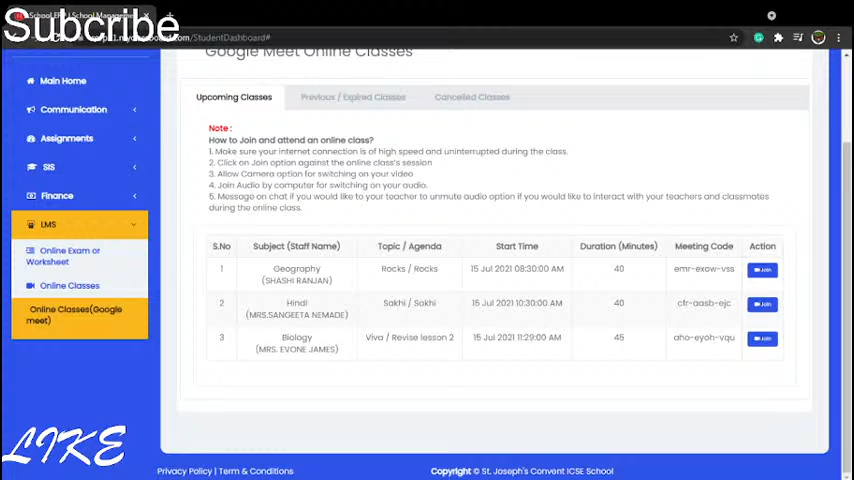 School ERP | School Management
Subcribe
.com/StudentDashboard#
Google Meet Online Classes
Main Home
Communication
Assignments
SIS
Finance
LMS
Online Exam or
Worksheet
Online Classes
Online Classes(Google
meet)
Upcoming Classes Previous / Expired Classes Cancelled Classes
Note :
How to Join and attend an online class?
1. Make sure your internet connection is of high speed and uninterrupted during the class.
2. Click on Join option against the online class's session
3. Allow Camera option for switching on your video
4. Join Audio by computer for switching on your audio.
5. Message on chat if you would like to your teacher to unmute audio option if you would like to interact with your teachers and classmates
during the online class.
S.No Subject (Staff Name) Topic / Agenda Start Time Duration (Minutes) Meeting Code Action
1 Geography Rocks / Rocks 15 Jul 2021 08:30:00 AM 40 emr-exow-vss Join
(SHASHI RANJAN)
2 Hindi Sakhi / Sakhi 15 Jul 2021 10:30:00 AM 40 cfr-aasb-ejc Join
(MRS.SANGEETA NEMADE)
3 Biology Viva / Revise lesson 2 15 Jul 2021 11:29:00 AM 45 aho-eyoh-vqu Join
(MRS. EVONE JAMES)
LIKE
Privacy Policy | Term & Conditions Copyright © St. Joseph's Convent ICSE School